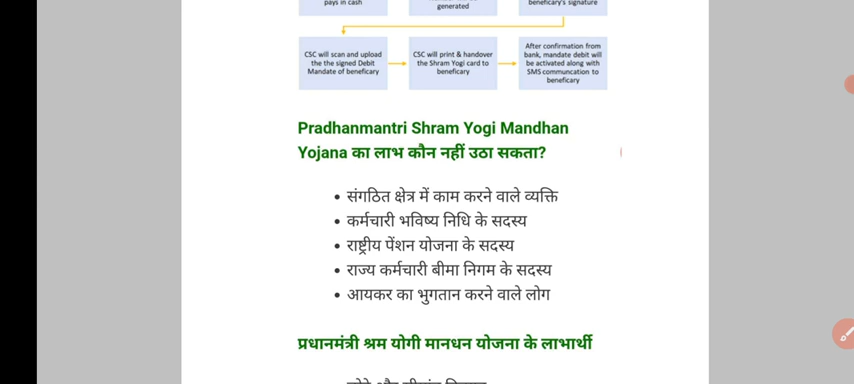 pays in cash
generated
beneficary's signature
CSC will scan and upload
the the signed Debit
Mandate of beneficary
CSC will print & handover
the Shram Yogi card to
beneficary
After confirmation from
bank, mandate debit will
be activated along with
SMS communcation to
beneficary
Pradhanmantri Shram Yogi Mandhan
Yojana का लाभ कौन नहीं उठा सकता?
संगठित क्षेत्र में काम करने वाले व्यक्ति
कर्मचारी भविष्य निधि के सदस्य
राष्ट्रीय पेंशन योजना के सदस्य
राज्य कर्मचारी बीमा निगम के सदस्य
आयकर का भुगतान करने वाले लोग
प्रधानमंत्री श्रम योगी मानधन योजना के लाभार्थी